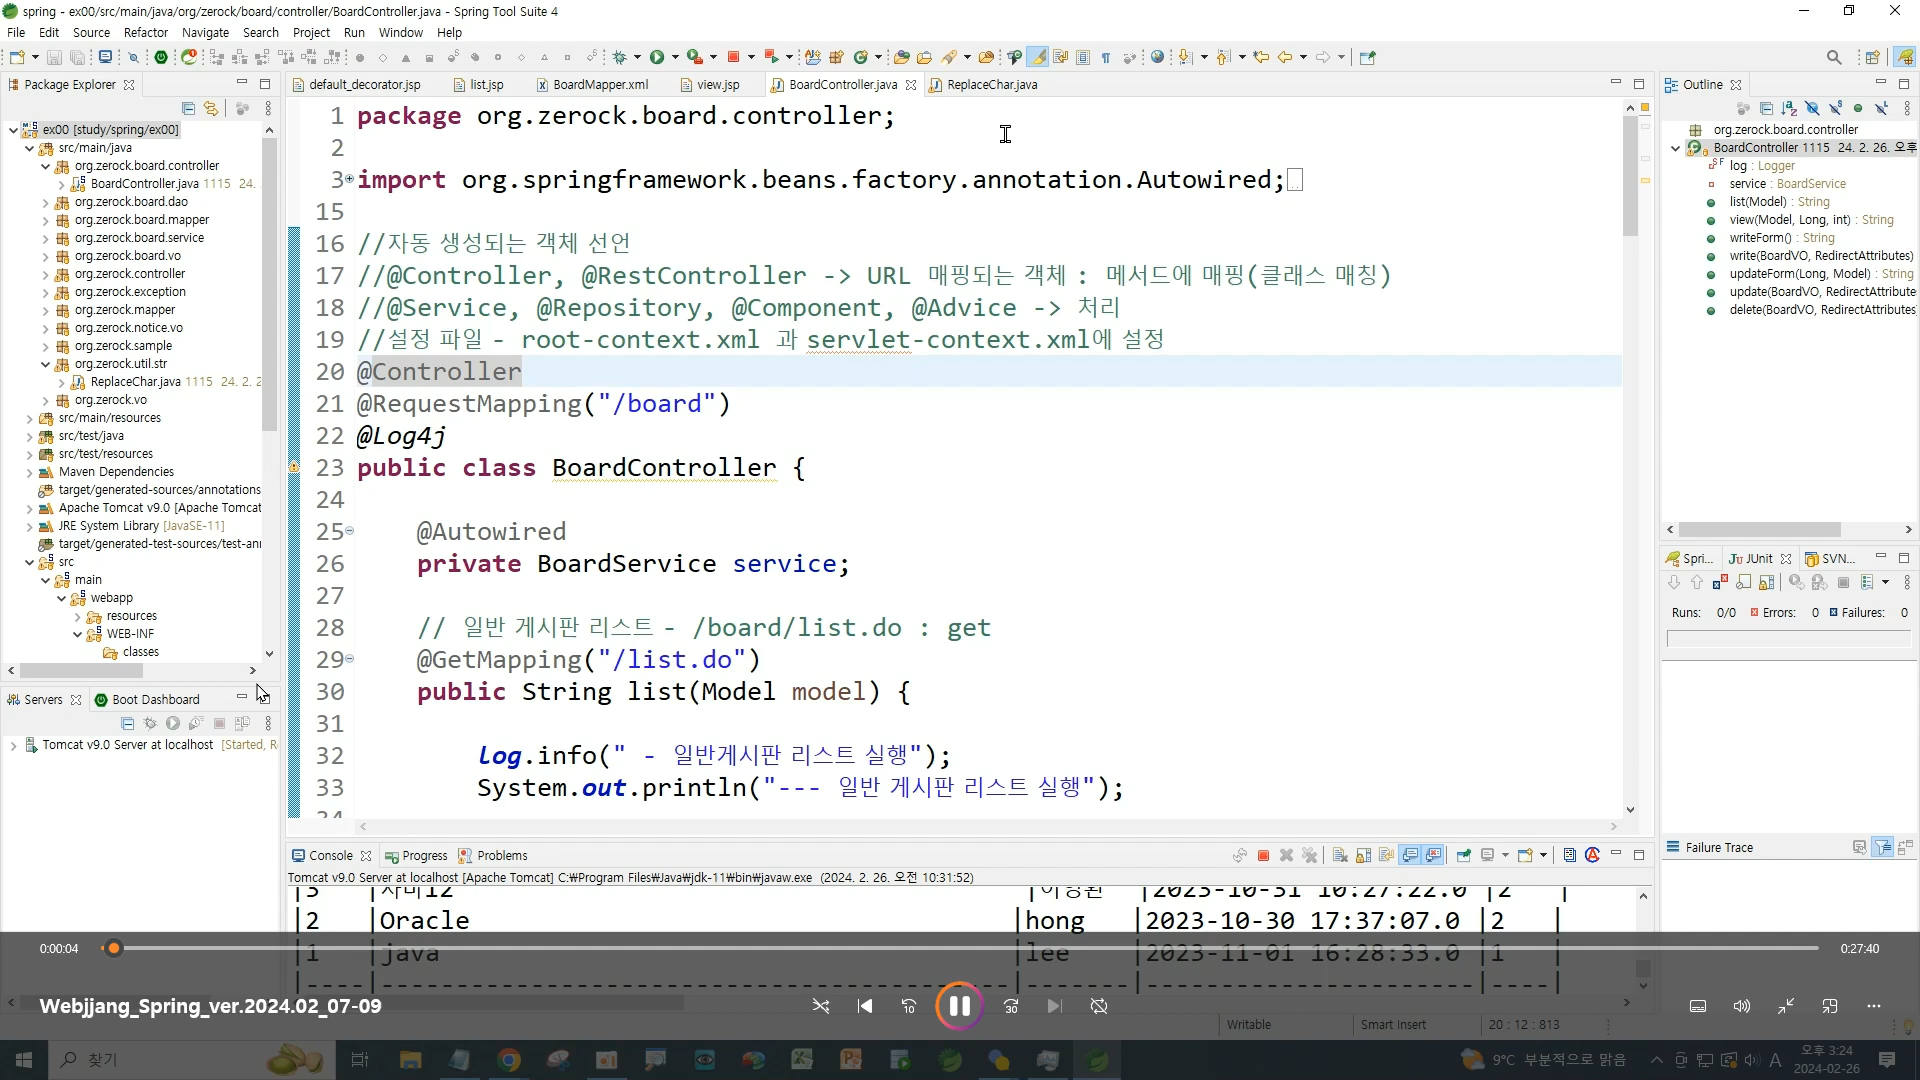 spring - ex00/src/main/java/org/zerock/board/controller/BoardController.java - Spring Tool Suite 4
File Edit Source Refactor Navigate Search Project Run Window Help
Package Explorer
ex00 [study/spring/ex00]
src/main/java
org.zerock.board.controller
BoardController.java 1115 24.
org.zerock.board.dao
org.zerock.board.mapper
org.zerock.board.service
org.zerock.board.vo
org.zerock.controller
org.zerock.exception
org.zerock.mapper
org.zerock.notice.vo
org.zerock.sample
org.zerock.util.str
ReplaceChar.java 1115 24. 2. 2
org.zerock.vo
src/main/resources
src/test/java
src/test/resources
Maven Dependencies
target/generated-sources/annotations
Apache Tomcat v9.0 [Apache Tomcat
JRE System Library [JavaSE-11]
target/generated-test-sources/test-ann
src
main
webapp
resources
WEB-INF
classes
Servers Boot Dashboard
Tomcat v9.0 Server at localhost [Started, R
default_decorator.jsp list.jsp BoardMapper.xml view.jsp BoardController.java ReplaceChar.java
1 package org.zerock.board.controller;
2
3 import org.springframework.beans.factory.annotation.Autowired;
15
16 //자동 생성되는 객체 선언
17 //@Controller, @RestController -> URL 매핑되는 객체 : 메서드에 매핑(클래스 매칭)
18 //@Service, @Repository, @Component, @Advice -> 처리
19 //설정 파일 - root-context.xml 과 servlet-context.xml에 설정
20 @Controller
21 @RequestMapping("/board")
22 @Log4j
23 public class BoardController {
24
25 @Autowired
26 private BoardService service;
27
28 // 일반 게시판 리스트 - /board/list.do : get
29 @GetMapping("/list.do")
30 public String list(Model model) {
31
32 log.info(" - 일반게시판 리스트 실행");
33 System.out.println("--- 일반 게시판 리스트 실행");
34
Outline
org.zerock.board.controller
BoardController 1115 24. 2. 26. 오후
log : Logger
service : BoardService
list(Model) : String
view(Model, Long, int) : String
writeForm() : String
write(BoardVO, RedirectAttributes)
updateForm(Long, Model) : String
update(BoardVO, RedirectAttribute
delete(BoardVO, RedirectAttributes
Spri... JUnit SVN...
Runs: 0/0 Errors: 0 Failures: 0
Failure Trace
Console Progress Problems
Tomcat v9.0 Server at localhost [Apache Tomcat] C:₩Program Files₩Java₩jdk-11₩bin₩javaw.exe (2024. 2. 26. 오전 10:31:52)
|3 |자바12 |이영환 |2023-10-31 10:27:22.0 |2 |
|2 |Oracle |hong |2023-10-30 17:37:07.0 |2 |
|1 |java |lee |2023-11-01 16:28:33.0 |1
0:00:04 0:27:40
Webjjang_Spring_ver.2024.02_07-09
10 30
Writable Smart Insert 20 : 12 : 813
찾기
9°C 부분적으로 맑음 A 오후 3:24
2024-02-26